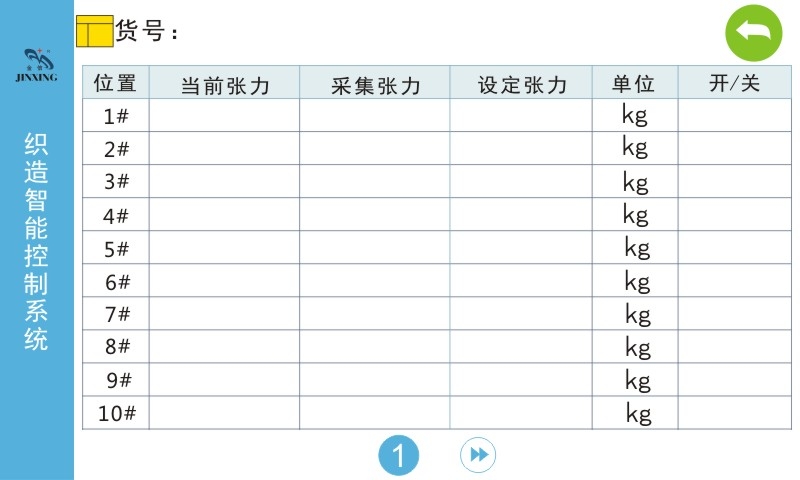 JINXING
织造智能控制系统
货号：
位置 当前张力 采集张力 设定张力 单位 开/关
1# kg
2# kg
3# kg
4# kg
5# kg
6# kg
7# kg
8# kg
9# kg
10# kg
1